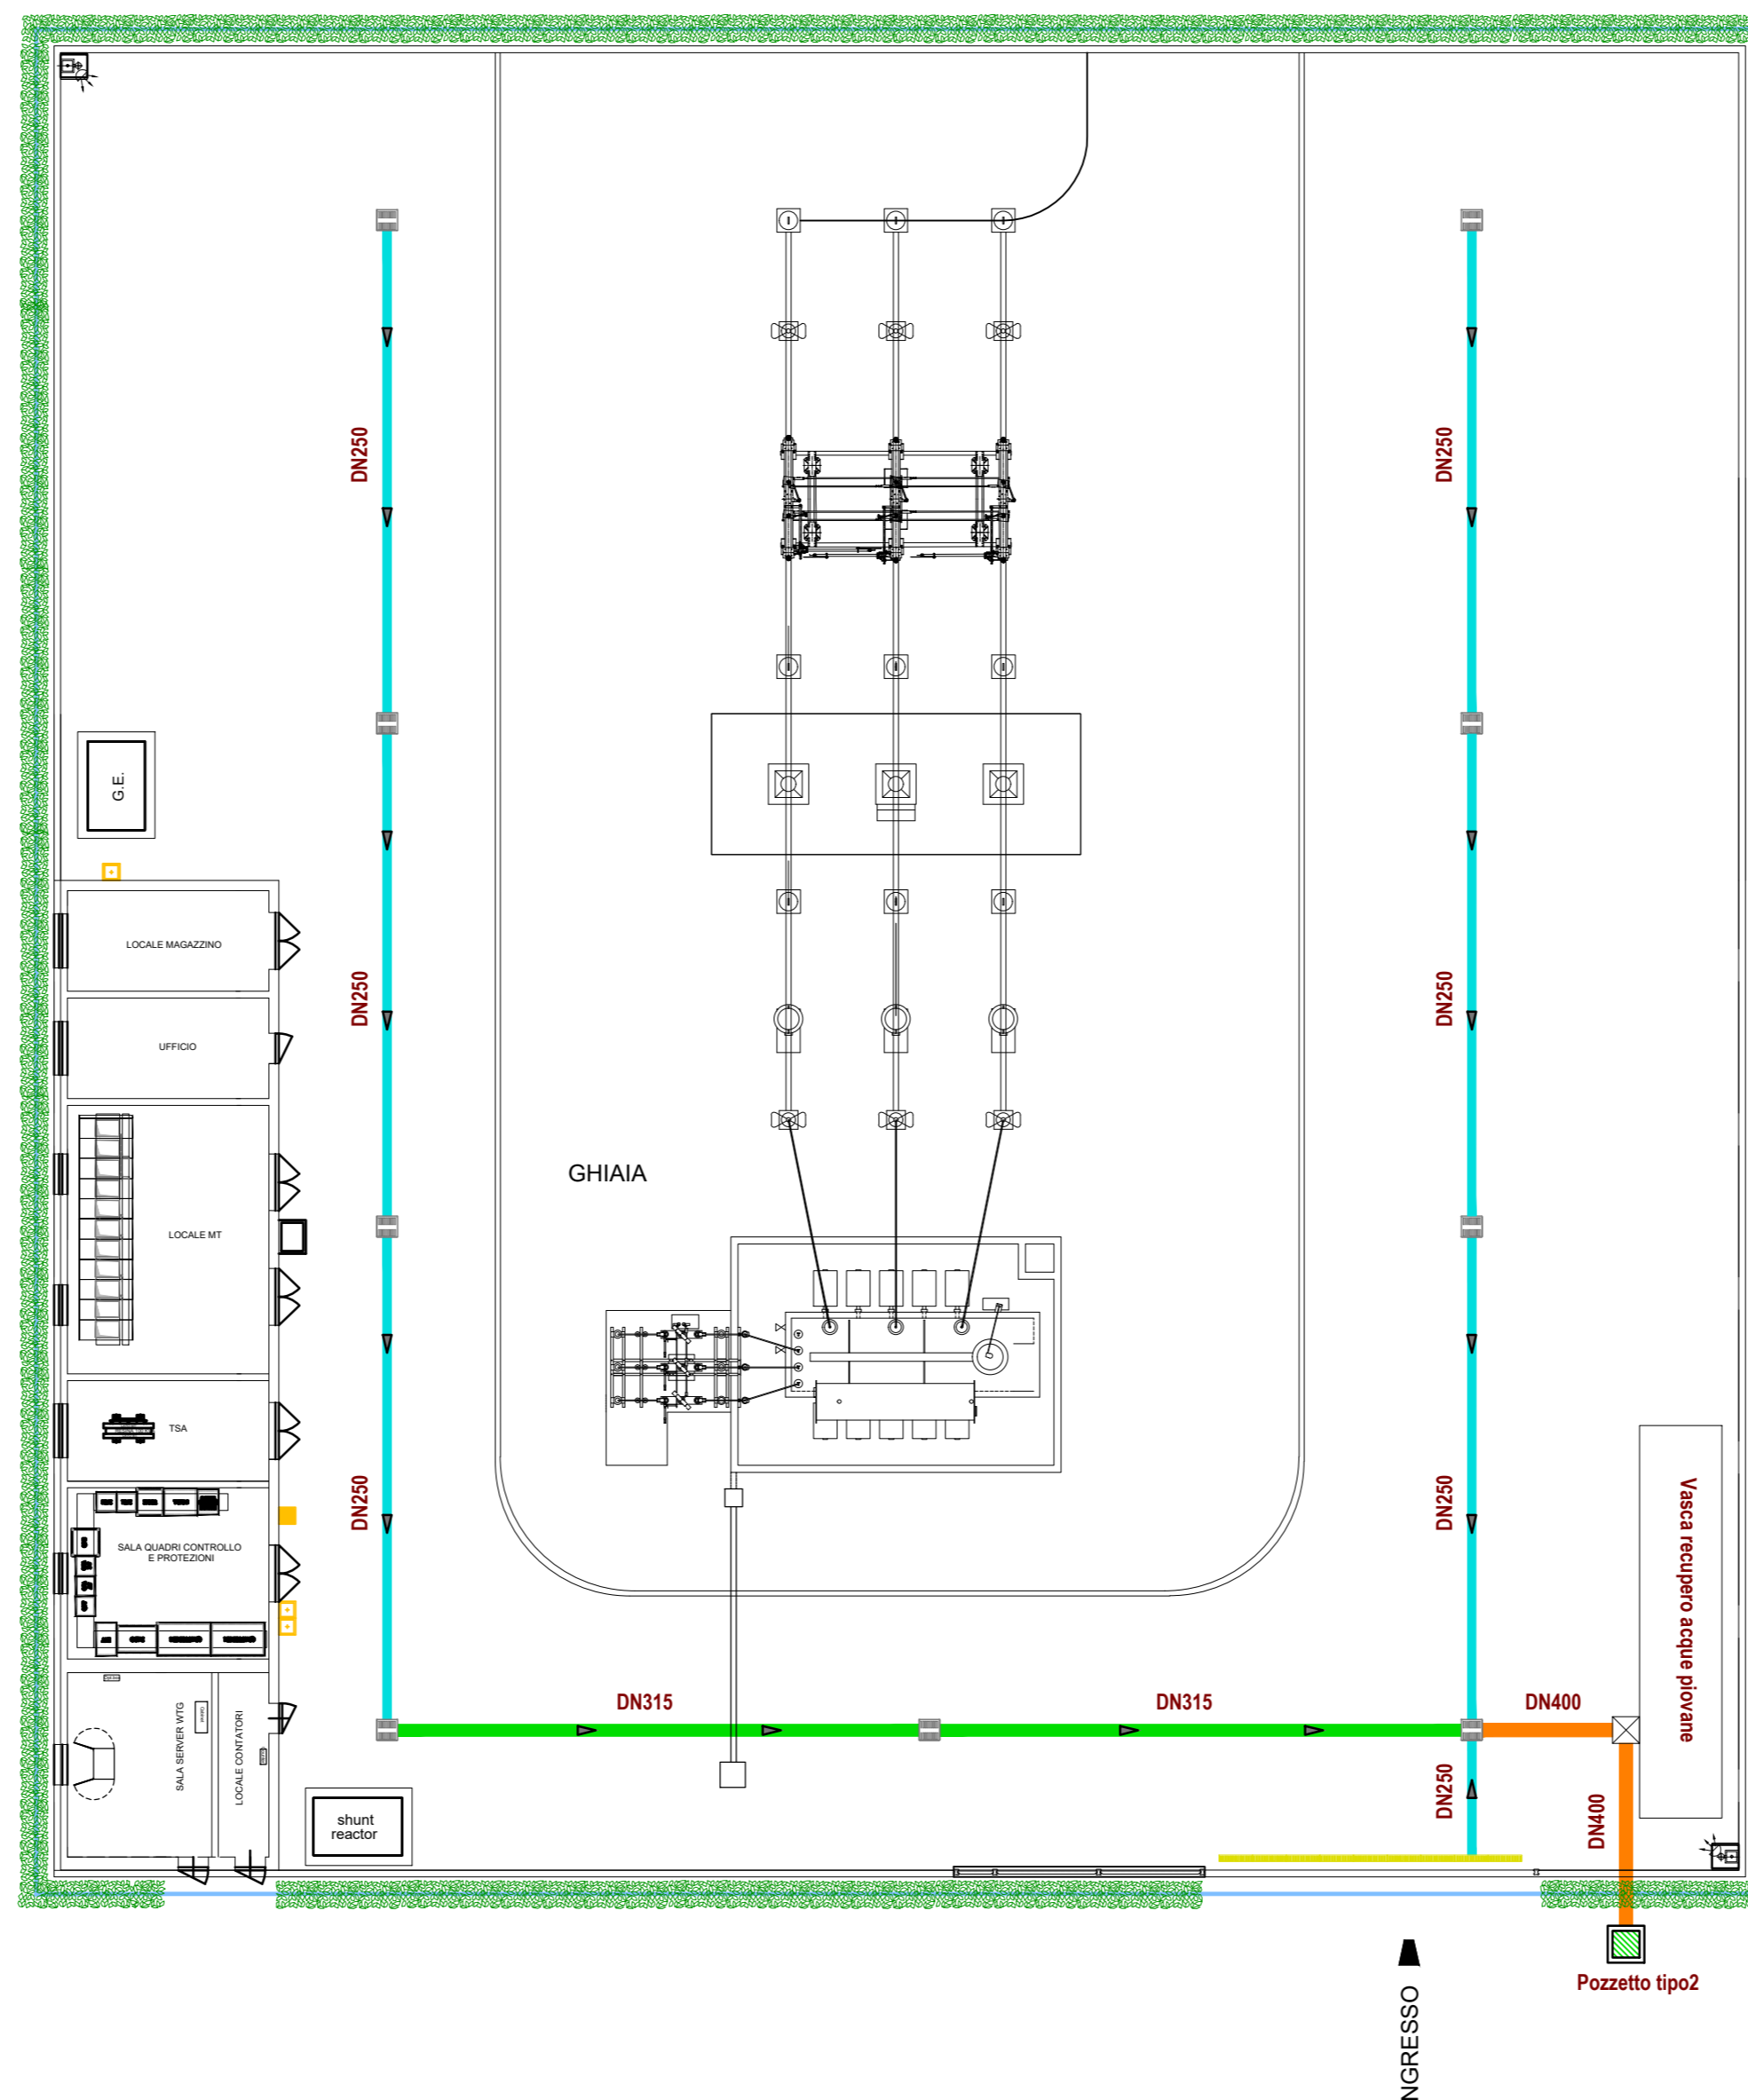 DN250
DN250
G.E.
LOCALE MAGAZZINO
DN250
DN250
UFFICIO
GHIAIA
LOCALE MT
TSA
DN250
DN250
SALA QUADRI CONTROLLO
E PROTEZIONI
Vasca recupero acque piovane
DN315
DN315
DN400
SALA SERVER WTG
LOCALE CONTATORI
shunt
reactor
DN250
DN400
Pozzetto tipo2
NGRESSO